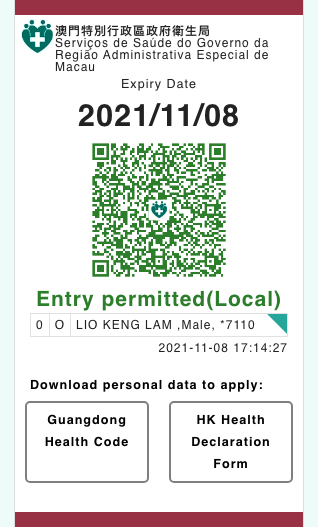 澳門特別行政區政府衛生局
Serviços de Saúde do Governo da
Região Administrativa Especial de
Macau
Expiry Date
2021/11/08
Entry permitted(Local)
0 O LIO KENG LAM ,Male, *7110
2021-11-08 17:14:27
Download personal data to apply:
Guangdong
Health Code
HK Health
Declaration
Form